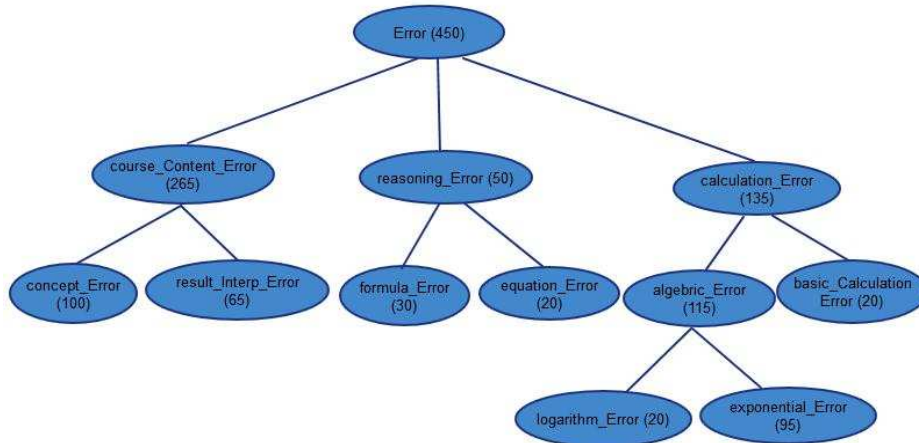 Error (450)
course_Content_Error
(265)
reasoning_Error (50)
calculation_Error
(135)
concept_Error
(100)
result_Interp_Error
(65)
formula_Error
(30)
equation_Error
(20)
algebric_Error
(115)
basic_Calculation
Error (20)
logarithm_Error (20)
exponential_Error
(95)